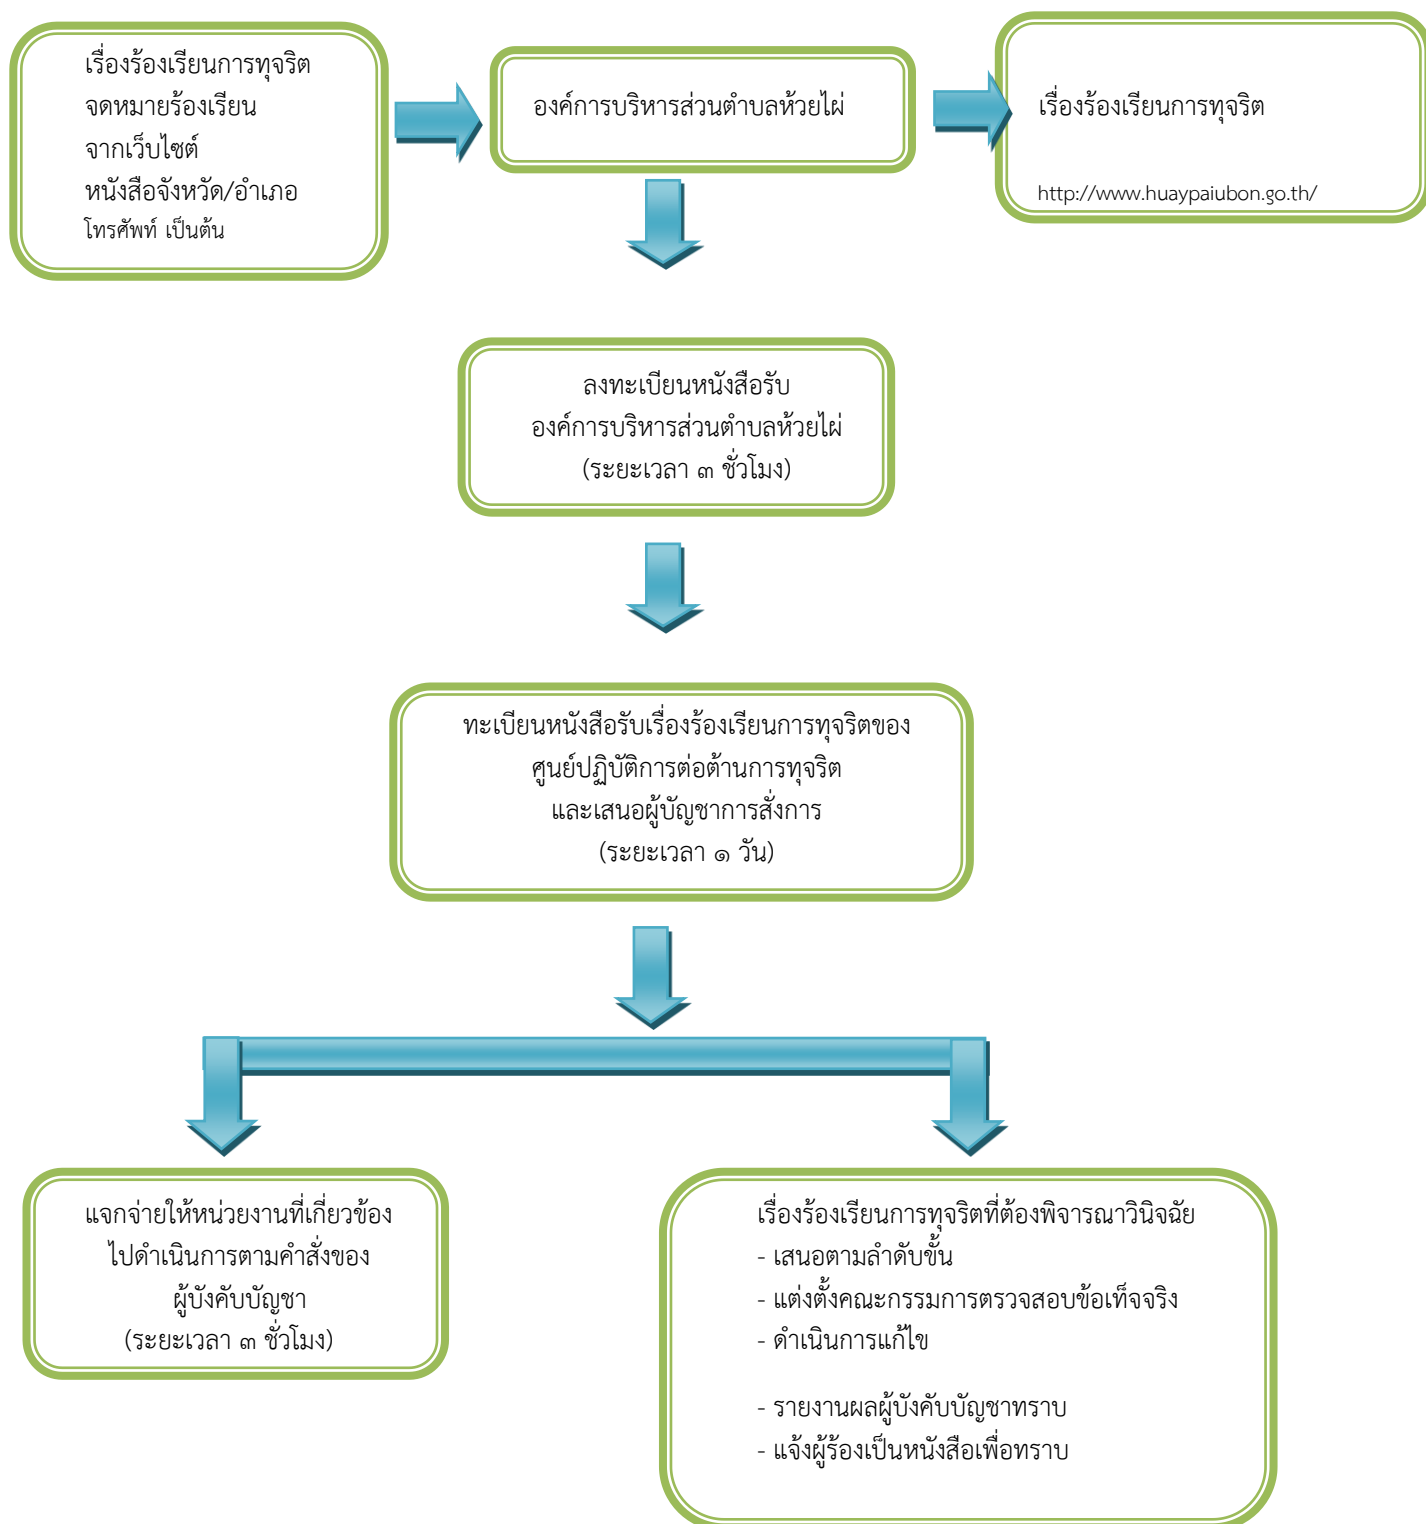 เรื่องร้องเรียนการทุจริต
จดหมายร้องเรียน
จากเว็บไซต์
หนังสือจังหวัด/อำเภอ
โทรศัพท์ เป็นต้น
องค์การบริหารส่วนตำบลห้วยไผ่
เรื่องร้องเรียนการทุจริต
http://www.huaypaiubon.go.th/
ลงทะเบียนหนังสือรับ
องค์การบริหารส่วนตำบลห้วยไผ่
(ระยะเวลา ๓ ชั่วโมง)
ทะเบียนหนังสือรับเรื่องร้องเรียนการทุจริตของ
ศูนย์ปฏิบัติการต่อต้านการทุจริต
และเสนอผู้บัญชาการสั่งการ
(ระยะเวลา ๑ วัน)
แจกจ่ายให้หน่วยงานที่เกี่ยวข้อง
ไปดำเนินการตามคำสั่งของ
ผู้บังคับบัญชา
(ระยะเวลา ๓ ชั่วโมง)
เรื่องร้องเรียนการทุจริตที่ต้องพิจารณาวินิจฉัย
- เสนอตามลำดับขั้น
- แต่งตั้งคณะกรรมการตรวจสอบข้อเท็จจริง
- ดำเนินการแก้ไข
- รายงานผลผู้บังคับบัญชาทราบ
- แจ้งผู้ร้องเป็นหนังสือเพื่อทราบ